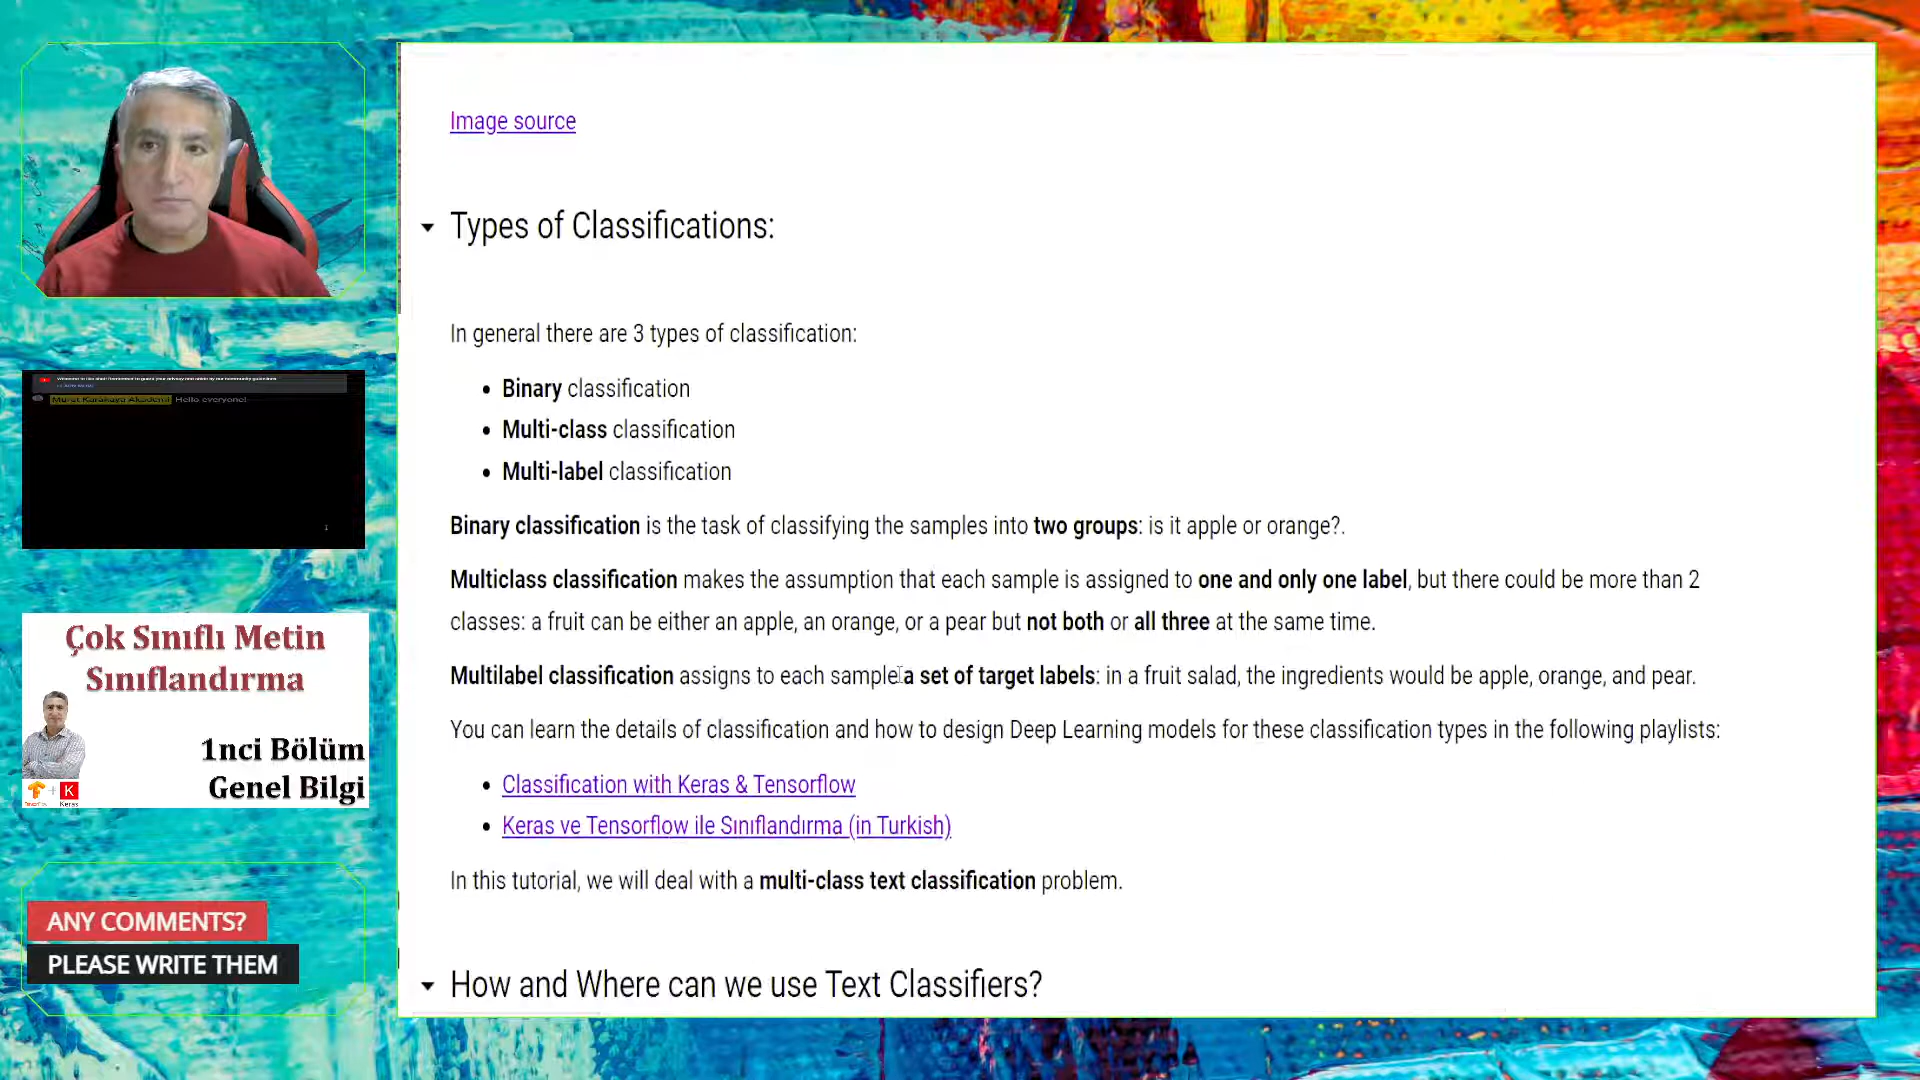 Image source
Types of Classifications:
In general there are 3 types of classification:
Binary classification
Multi-class classification
Multi-label classification
Binary classification is the task of classifying the samples into two groups: is it apple or orange?.
Multiclass classification makes the assumption that each sample is assigned to one and only one label, but there could be more than 2
classes: a fruit can be either an apple, an orange, or a pear but not both or all three at the same time.
Multilabel classification assigns to each sample a set of target labels: in a fruit salad, the ingredients would be apple, orange, and pear.
You can learn the details of classification and how to design Deep Learning models for these classification types in the following playlists:
Classification with Keras & Tensorflow
Keras ve Tensorflow ile Sınıflandırma (in Turkish)
In this tutorial, we will deal with a multi-class text classification problem.
How and Where can we use Text Classifiers?
Murat Karakaya Akademi Hello everyone!
Çok Sınıflı Metin
Sınıflandırma
1nci Bölüm
Genel Bilgi
Keras
ANY COMMENTS?
PLEASE WRITE THEM